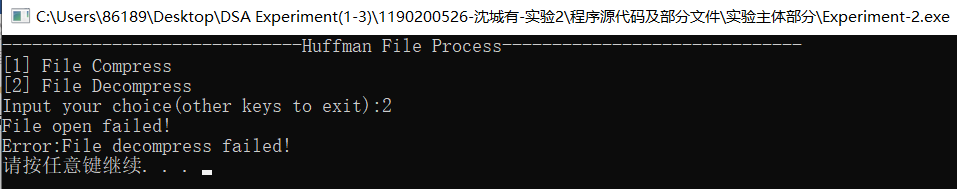 C:\Users\86189\Desktop\DSA Experiment(1-3)\1190200526-沈城有-实验2\程序源代码及部分文件\实验主体部分\Experiment-2.exe
------------------------------Huffman File Process------------------------------
[1] File Compress
[2] File Decompress
Input your choice(other keys to exit):2
File open failed!
Error:File decompress failed!
请按任意键继续. . .